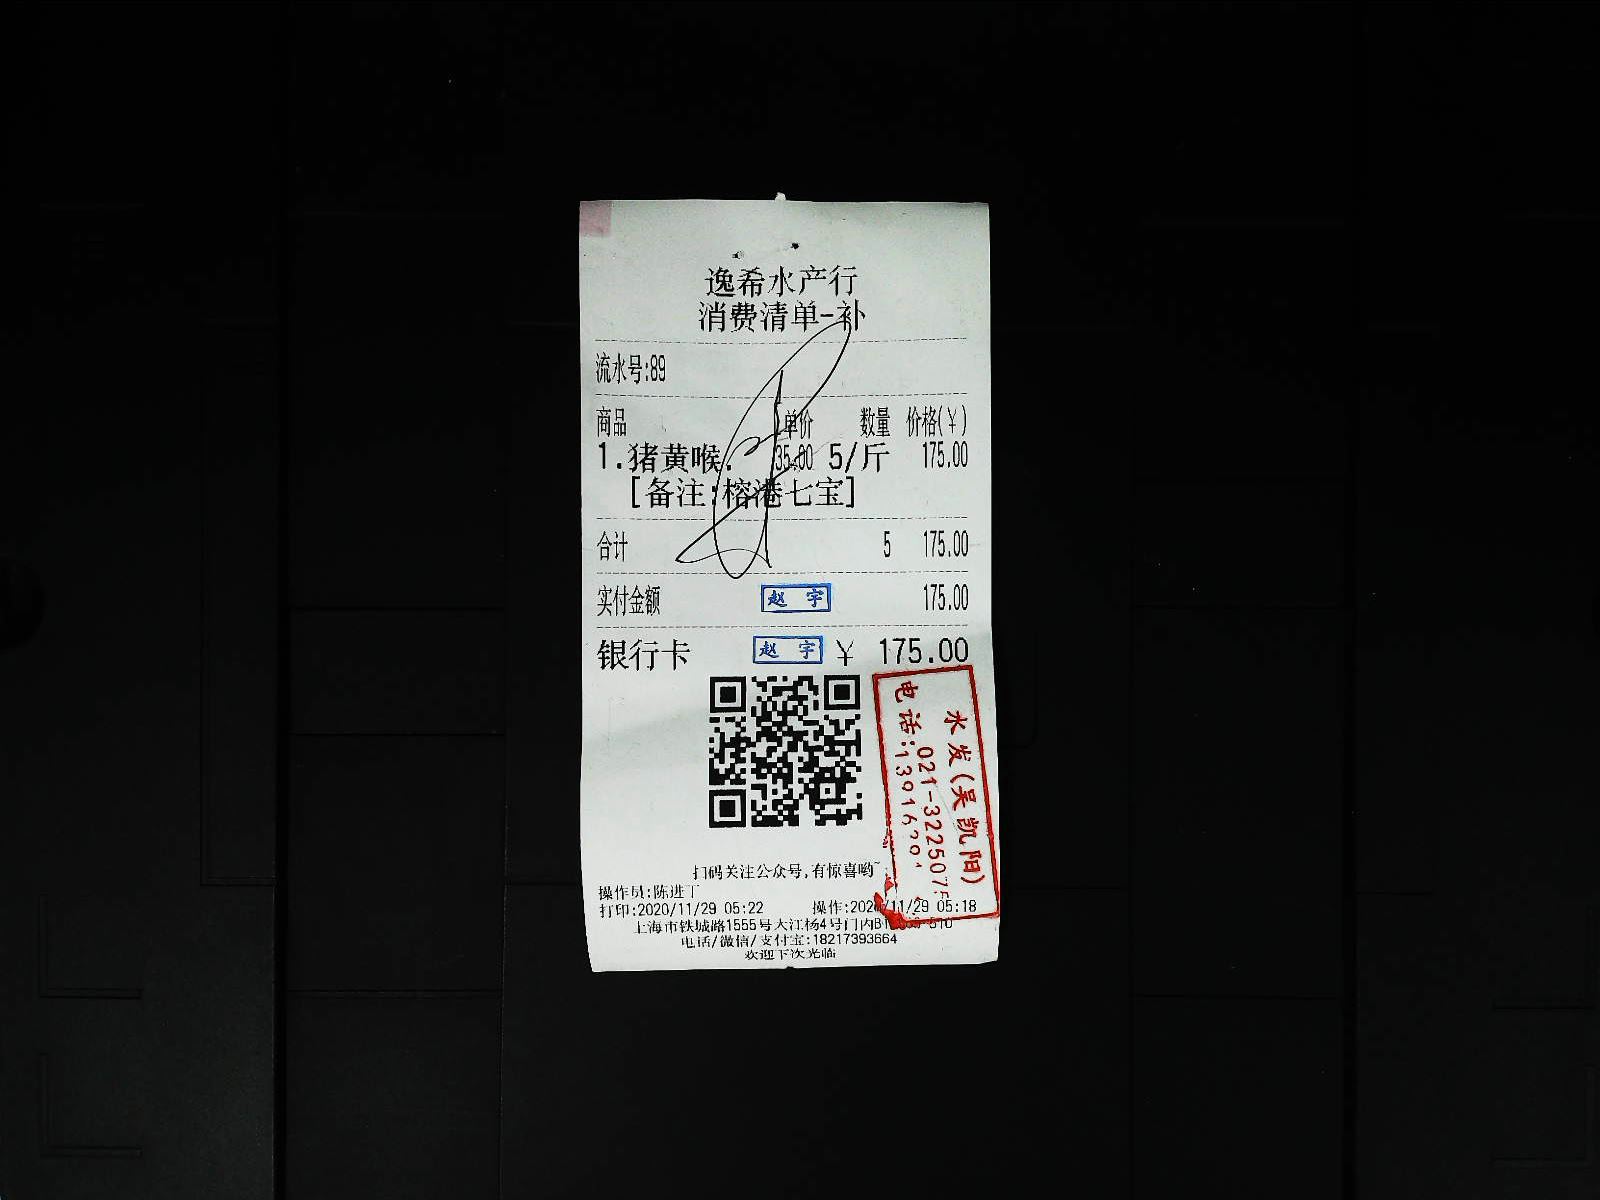 逸希水产行
消费清单-补
流水号:89
商品 单价 数量 价格(¥)
1.猪黄喉. 35.00 5/斤 175.00
[备注:榕港七宝]
合计 5 175.00
实付金额 赵宇 175.00
银行卡 赵宇 ¥ 175.00
水发(吴凯阳)
电话:021-3225075
扫码关注公众号,有惊喜哟~
操作员:陈进丁
打印:2020/11/29 05:22 操作:2020/11/29 05:18
上海市铁城路1555号大江杨4号门内
电话/微信/支付宝:18217393664
欢迎下次光临